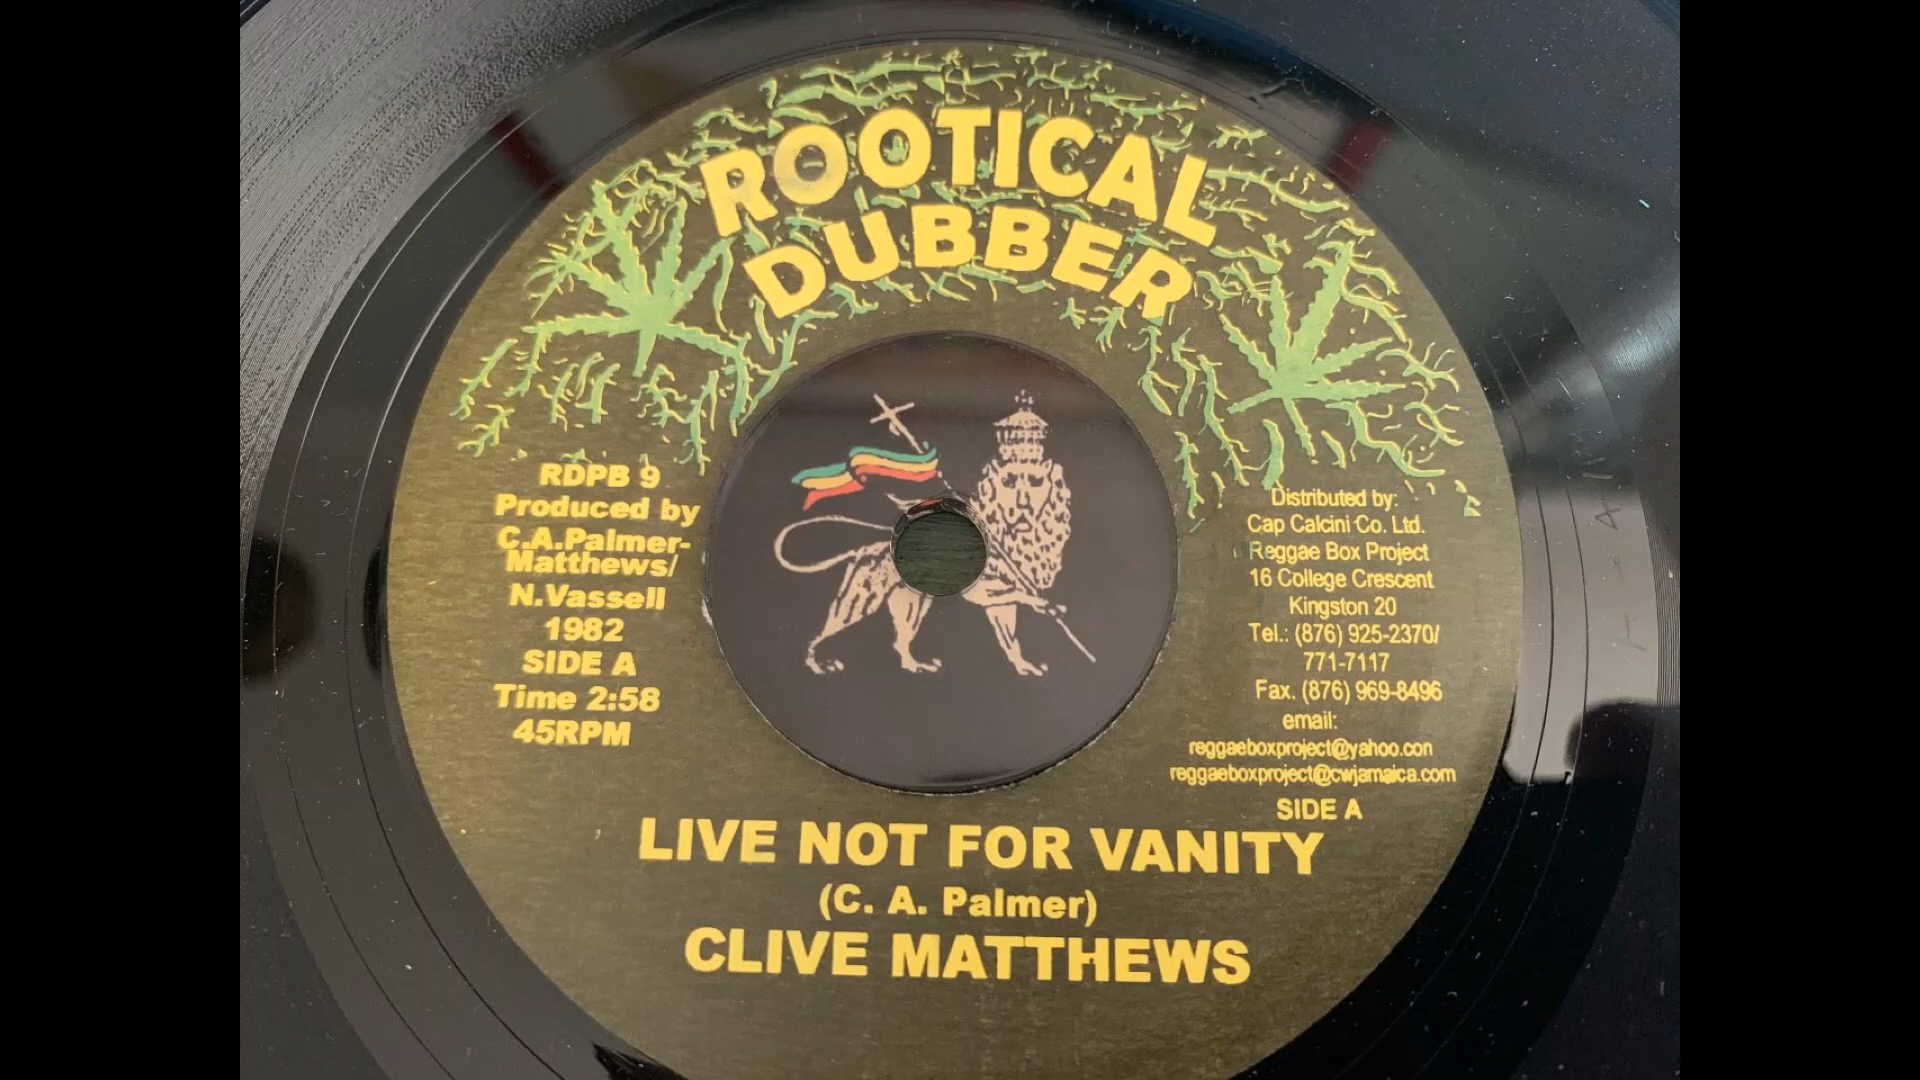 ROOTICAL
DUBBER
RDPB 9
Produced by
C.A.Palmer-
Matthews/
N.Vassell
1982
SIDE A
Time 2:58
45RPM
Distributed by:
Cap Calcini Co. Ltd.
Reggae Box Project
16 College Crescent
Kingston 20
Tel.: (876) 925-2370/
771-7117
Fax. (876) 969-8496
email:
reggaeboxproject@yahoo.con
reggaeboxproject@cwjamaica.com
SIDE A
LIVE NOT FOR VANITY
(C. A. Palmer)
CLIVE MATTHEWS